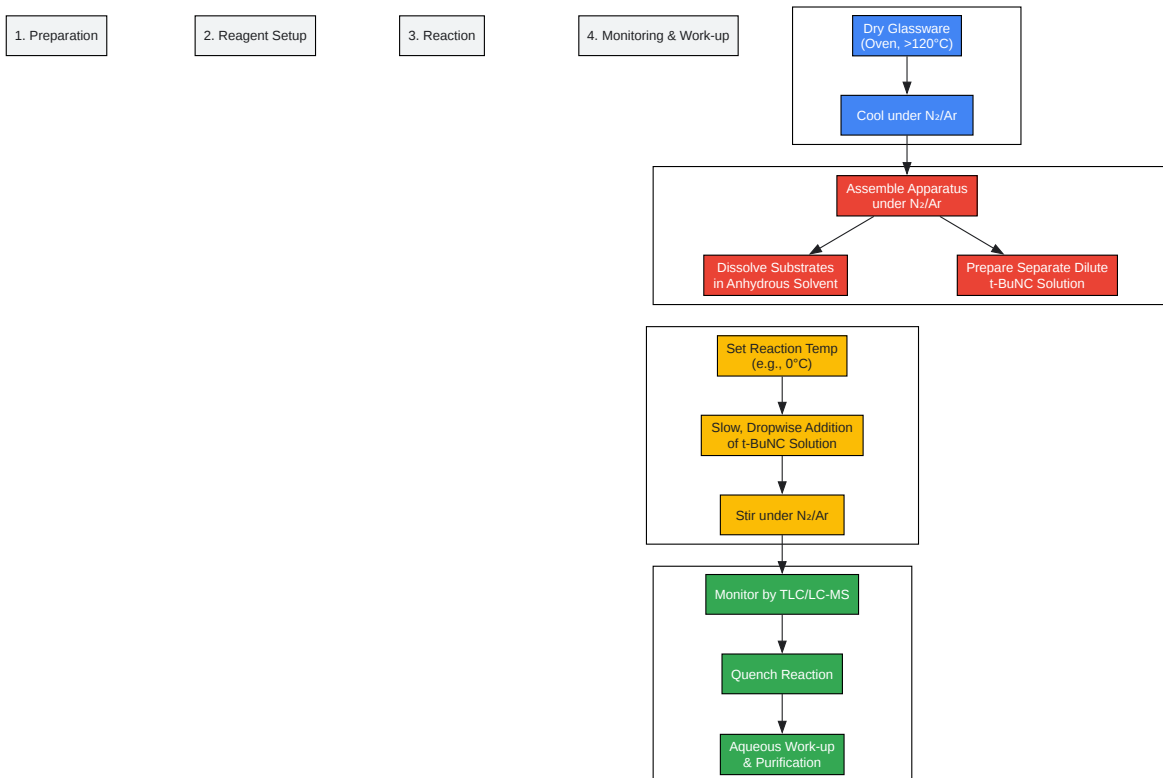 1. Preparation
2. Reagent Setup
3. Reaction
4. Monitoring & Work-up
Dry Glassware
(Oven, >120°C)
Cool under N₂/Ar
Assemble Apparatus
under N₂/Ar
Dissolve Substrates
in Anhydrous Solvent
Prepare Separate Dilute
t-BuNC Solution
Set Reaction Temp
(e.g., 0°C)
Slow, Dropwise Addition
of t-BuNC Solution
Stir under N₂/Ar
Monitor by TLC/LC-MS
Quench Reaction
Aqueous Work-up
& Purification